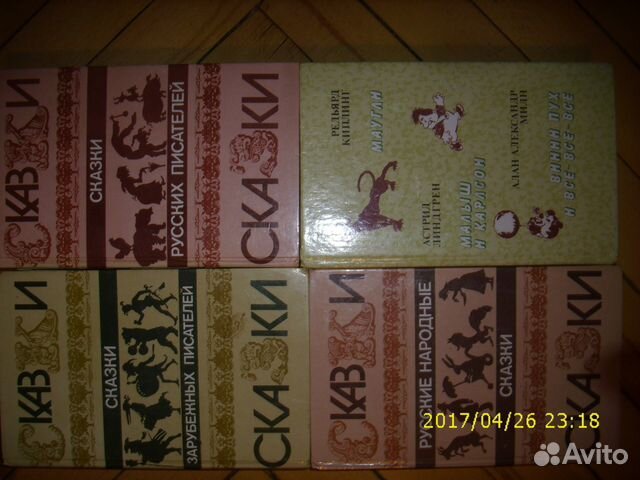 СКАЗКИ
СКАЗКИ
РУССКИХ ПИСАТЕЛЕЙ
СКАЗКИ
РЕДЬЯРД
КИПЛИНГ
МАУГЛИ
АСТРИД
ЛИНДГРЕН
МАЛЫШ
И КАРЛСОН
АЛАН АЛЕКСАНДР
МИЛН
ВИННИ ПУХ
И ВСЕ-ВСЕ-ВСЕ
СКАЗКИ
СКАЗКИ
ЗАРУБЕЖНЫХ ПИСАТЕЛЕЙ
СКАЗКИ
СКАЗКИ
РУССКИЕ НАРОДНЫЕ
СКАЗКИ
СКАЗКИ
2017/04/26 23:18
Avito